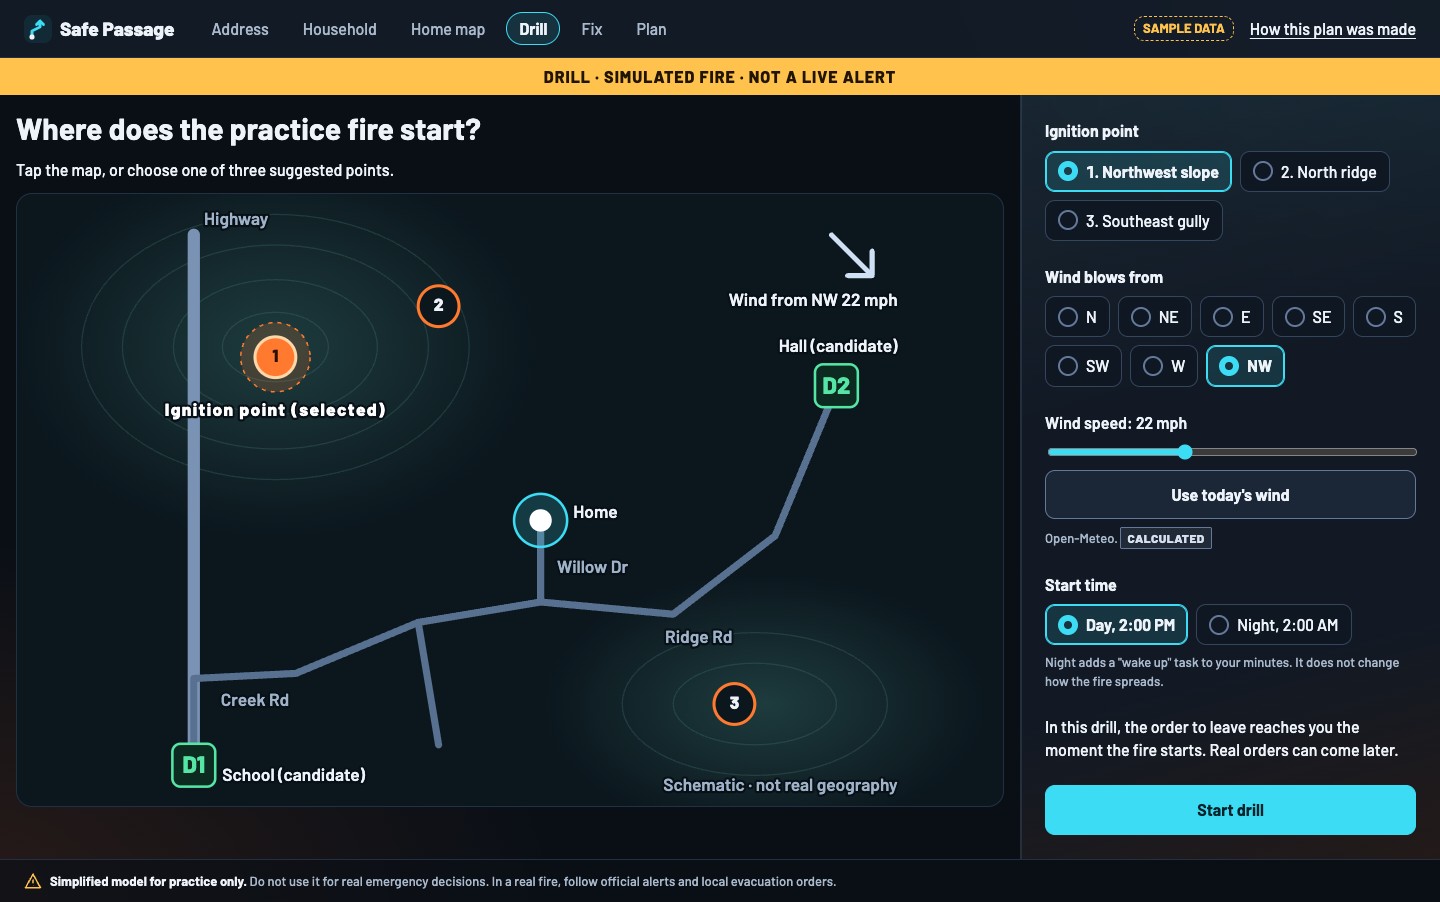 Safe Passage
Address
Household
Home map
Drill
Fix
Plan
SAMPLE DATA
How this plan was made
DRILL · SIMULATED FIRE · NOT A LIVE ALERT
Where does the practice fire start?
Tap the map, or choose one of three suggested points.
Highway
2
1
Ignition point (selected)
Wind from NW 22 mph
Hall (candidate)
D2
Home
Willow Dr
Ridge Rd
Creek Rd
3
D1
School (candidate)
Schematic · not real geography
Ignition point
1. Northwest slope
2. North ridge
3. Southeast gully
Wind blows from
N
NE
E
SE
S
SW
W
NW
Wind speed: 22 mph
Use today's wind
Open-Meteo. CALCULATED
Start time
Day, 2:00 PM
Night, 2:00 AM
Night adds a "wake up" task to your minutes. It does not change
how the fire spreads.
In this drill, the order to leave reaches you the
moment the fire starts. Real orders can come later.
Start drill
Simplified model for practice only. Do not use it for real emergency decisions. In a real fire, follow official alerts and local evacuation orders.